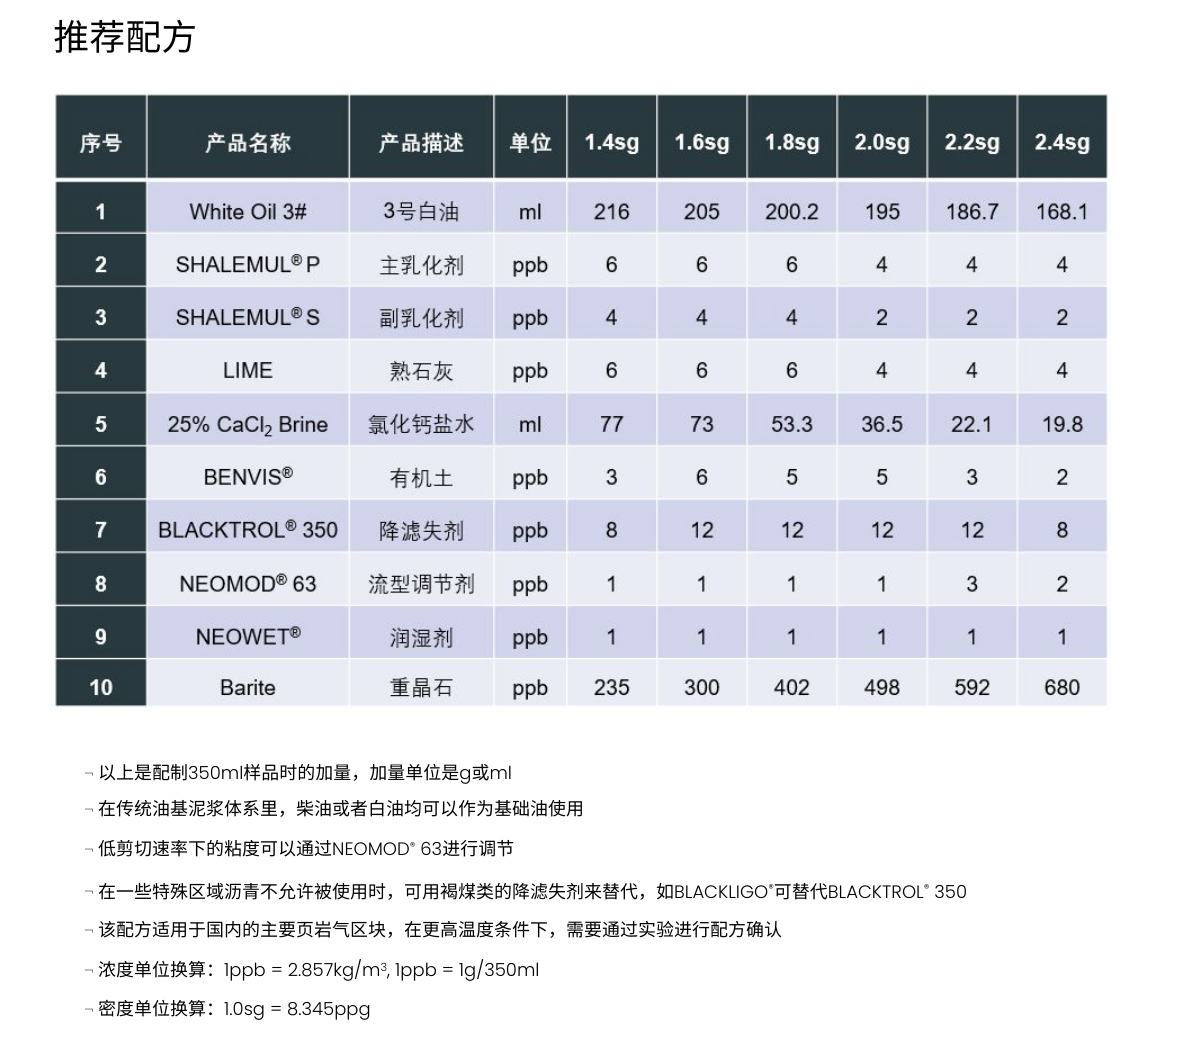 推荐配方
序号 产品名称 产品描述 单位 1.4sg 1.6sg 1.8sg 2.0sg 2.2sg 2.4sg
1 White Oil 3# 3号白油 ml 216 205 200.2 195 186.7 168.1
2 SHALEMUL® P 主乳化剂 ppb 6 6 6 4 4 4
3 SHALEMUL® S 副乳化剂 ppb 4 4 4 2 2 2
4 LIME 熟石灰 ppb 6 6 6 4 4 4
5 25% CaCl₂ Brine 氯化钙盐水 ml 77 73 53.3 36.5 22.1 19.8
6 BENVIS® 有机土 ppb 3 6 5 5 3 2
7 BLACKTROL® 350 降滤失剂 ppb 8 12 12 12 12 8
8 NEOMOD® 63 流型调节剂 ppb 1 1 1 1 3 2
9 NEOWET® 润湿剂 ppb 1 1 1 1 1 1
10 Barite 重晶石 ppb 235 300 402 498 592 680
¬ 以上是配制350ml样品时的加量，加量单位是g或ml
¬ 在传统油基泥浆体系里，柴油或者白油均可以作为基础油使用
¬ 低剪切速率下的粘度可以通过NEOMOD® 63进行调节
¬ 在一些特殊区域沥青不允许被使用时，可用褐煤类的降滤失剂来替代，如BLACKLIGO®可替代BLACKTROL® 350
¬ 该配方适用于国内的主要页岩气区块，在更高温度条件下，需要通过实验进行配方确认
¬ 浓度单位换算：1ppb = 2.857kg/m³, 1ppb = 1g/350ml
¬ 密度单位换算：1.0sg = 8.345ppg